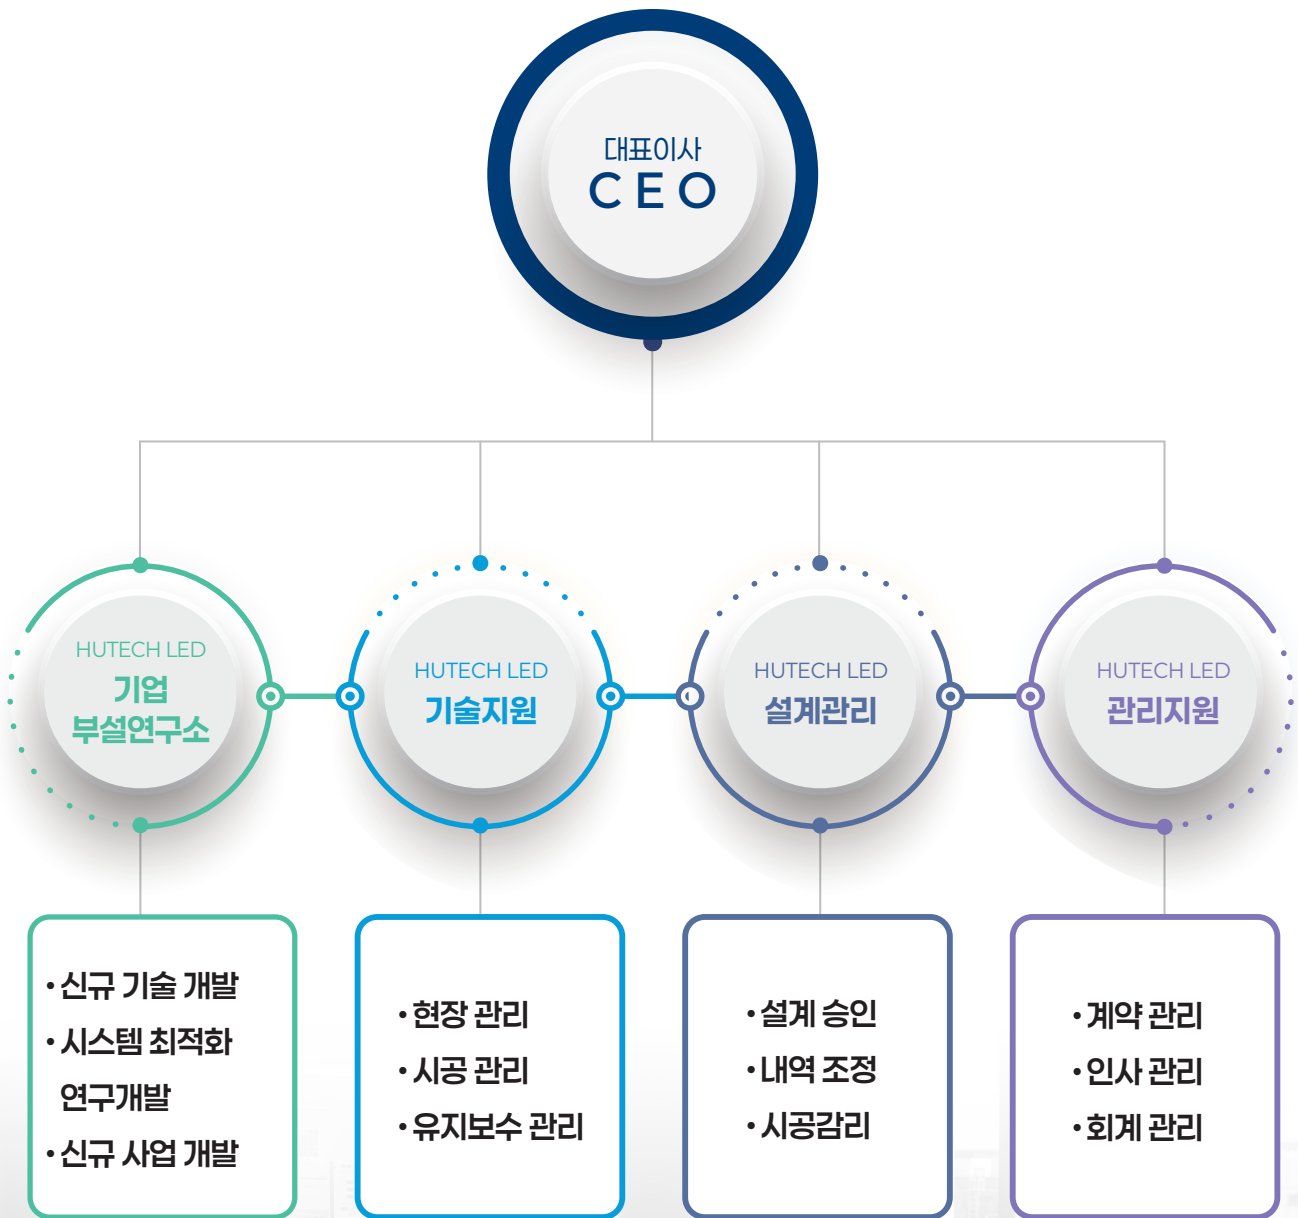 대표이사
CEO
HUTECH LED
기업
부설연구소
HUTECH LED
기술지원
HUTECH LED
설계관리
HUTECH LED
관리지원
• 신규 기술 개발
• 시스템 최적화
연구개발
• 신규 사업 개발
• 현장 관리
• 시공 관리
• 유지보수 관리
• 설계 승인
• 내역 조정
• 시공감리
• 계약 관리
• 인사 관리
• 회계 관리